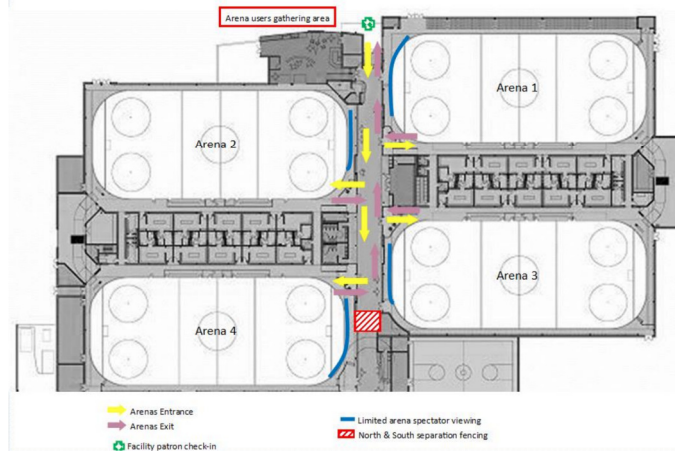 Arena users gathering area
Arena 1
Arena 2
Arena 3
Arena 4
Arenas Entrance
Arenas Exit
Facility patron check-in
Limited arena spectator viewing
North & South separation fencing